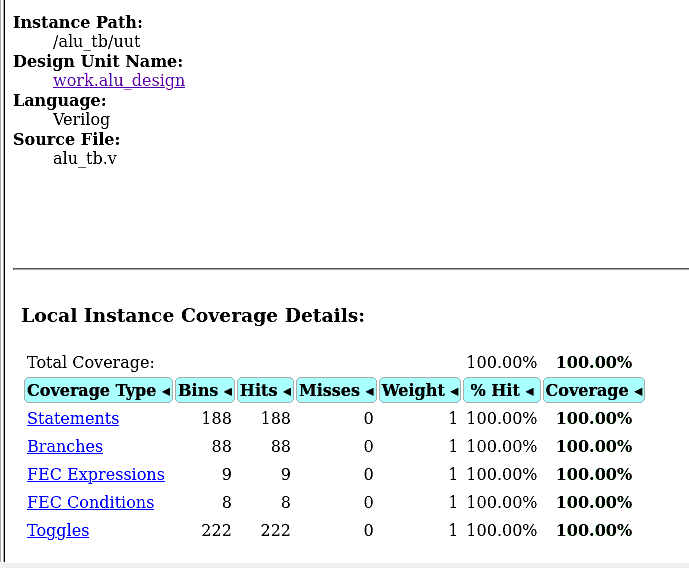 Instance Path:
/alu_tb/uut
Design Unit Name:
work.alu_design
Language:
Verilog
Source File:
alu_tb.v
Local Instance Coverage Details:
Total Coverage: 100.00% 100.00%
Coverage Type ◂ Bins ◂ Hits ◂ Misses ◂ Weight ◂ % Hit ◂ Coverage ◂
Statements 188 188 0 1 100.00% 100.00%
Branches 88 88 0 1 100.00% 100.00%
FEC Expressions 9 9 0 1 100.00% 100.00%
FEC Conditions 8 8 0 1 100.00% 100.00%
Toggles 222 222 0 1 100.00% 100.00%